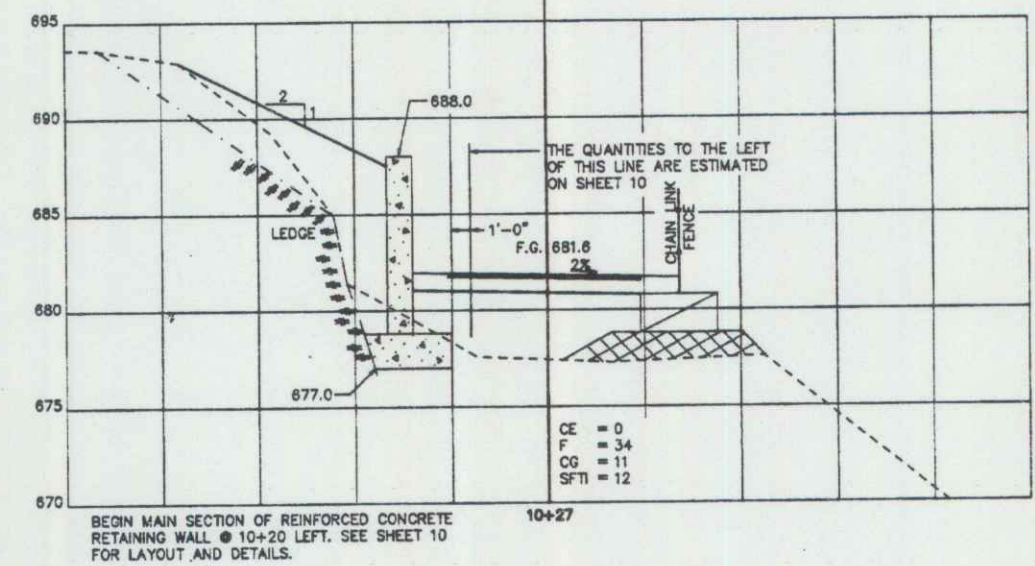 695
690
685
680
675
670
2
1
688.0
THE QUANTITIES TO THE LEFT
OF THIS LINE ARE ESTIMATED
ON SHEET 10
CHAIN LINK
FENCE
LEDGE
1'-0"
F.G. 681.6
2%
677.0
CE = 0
F = 34
CG = 11
SFTI = 12
10+27
BEGIN MAIN SECTION OF REINFORCED CONCRETE
RETAINING WALL @ 10+20 LEFT. SEE SHEET 10
FOR LAYOUT AND DETAILS.